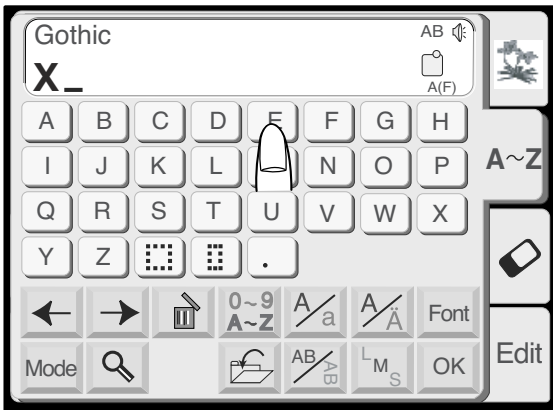 Gothic AB
X_
A(F)
A B C D E F G H
I J K L N O P A~Z
Q R S T U V W X
Y Z .
0~9 A/a A/Ä Font
A~Z
Mode AB/AB L M S OK Edit